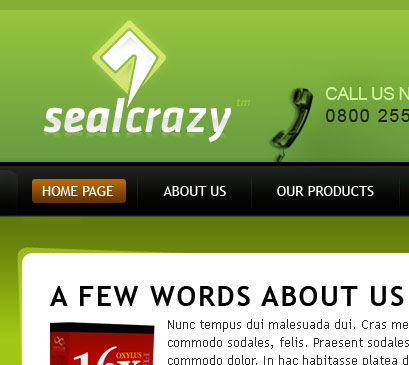 sealcrazy tm
CALL US N
0800 255
HOME PAGE ABOUT US OUR PRODUCTS
A FEW WORDS ABOUT US
Nunc tempus dui malesuada dui. Cras me
commodo sodales, felis. Praesent sodales
commodo dolor. In hac habitasse platea d
OXYLUS
16x